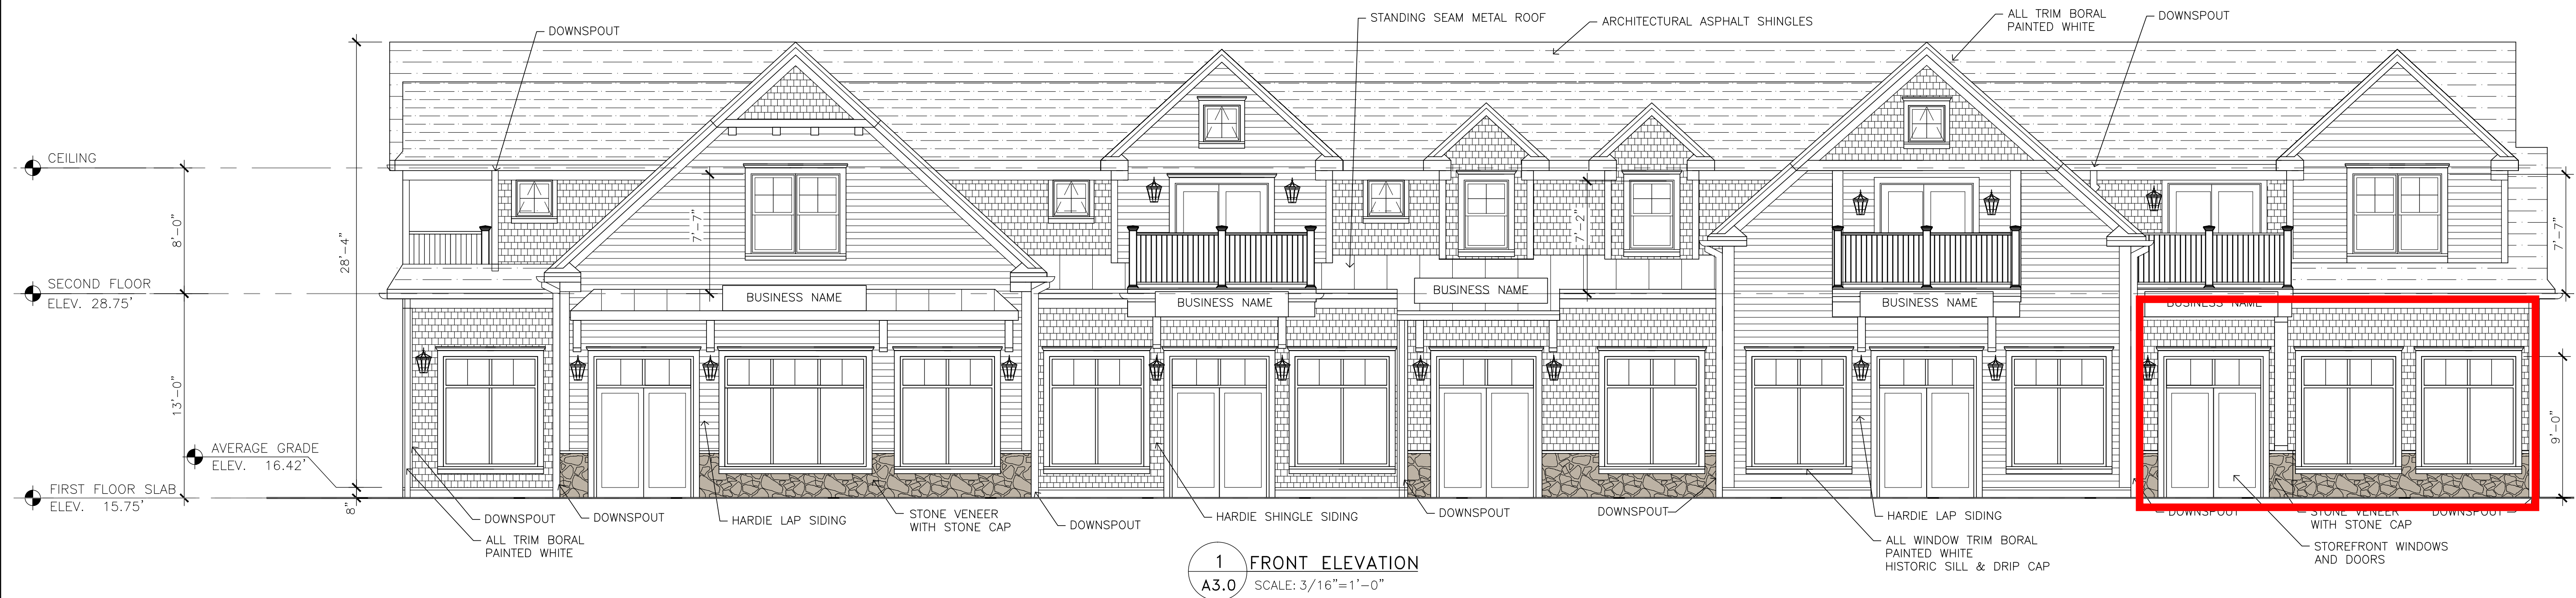 DOWNSPOUT
STANDING SEAM METAL ROOF
ARCHITECTURAL ASPHALT SHINGLES
ALL TRIM BORAL
PAINTED WHITE
DOWNSPOUT
CEILING
8'-0"
28'-4"
7'-7"
7'-2"
7'-7"
SECOND FLOOR
ELEV. 28.75'
BUSINESS NAME
BUSINESS NAME
BUSINESS NAME
BUSINESS NAME
BUSINESS NAME
13'-0"
9'-0"
AVERAGE GRADE
ELEV. 16.42'
FIRST FLOOR SLAB
ELEV. 15.75'
8"
DOWNSPOUT
ALL TRIM BORAL
PAINTED WHITE
DOWNSPOUT
HARDIE LAP SIDING
STONE VENEER
WITH STONE CAP
DOWNSPOUT
HARDIE SHINGLE SIDING
DOWNSPOUT
DOWNSPOUT
HARDIE LAP SIDING
ALL WINDOW TRIM BORAL
PAINTED WHITE
HISTORIC SILL & DRIP CAP
DOWNSPOUT
STONE VENEER
WITH STONE CAP
DOWNSPOUT
STOREFRONT WINDOWS
AND DOORS
1
A3.0
FRONT ELEVATION
SCALE: 3/16"=1'-0"